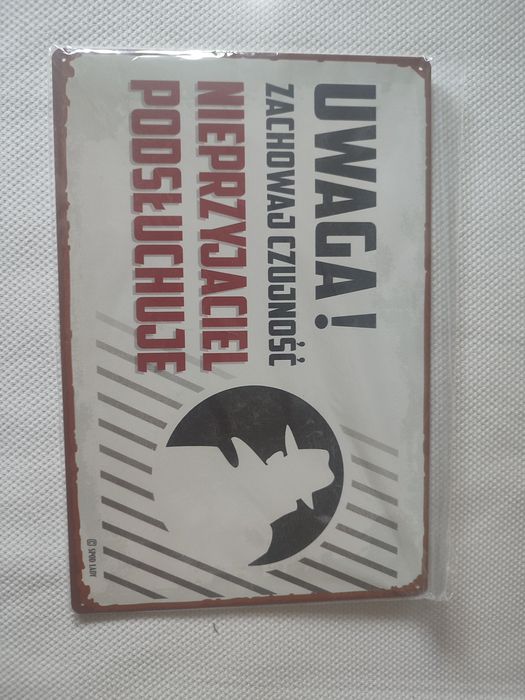 UWAGA!
ZACHOWAJ CZUJNOŚĆ
NIEPRZYJACIEL
PODSŁUCHUJE
© SPOD LADY